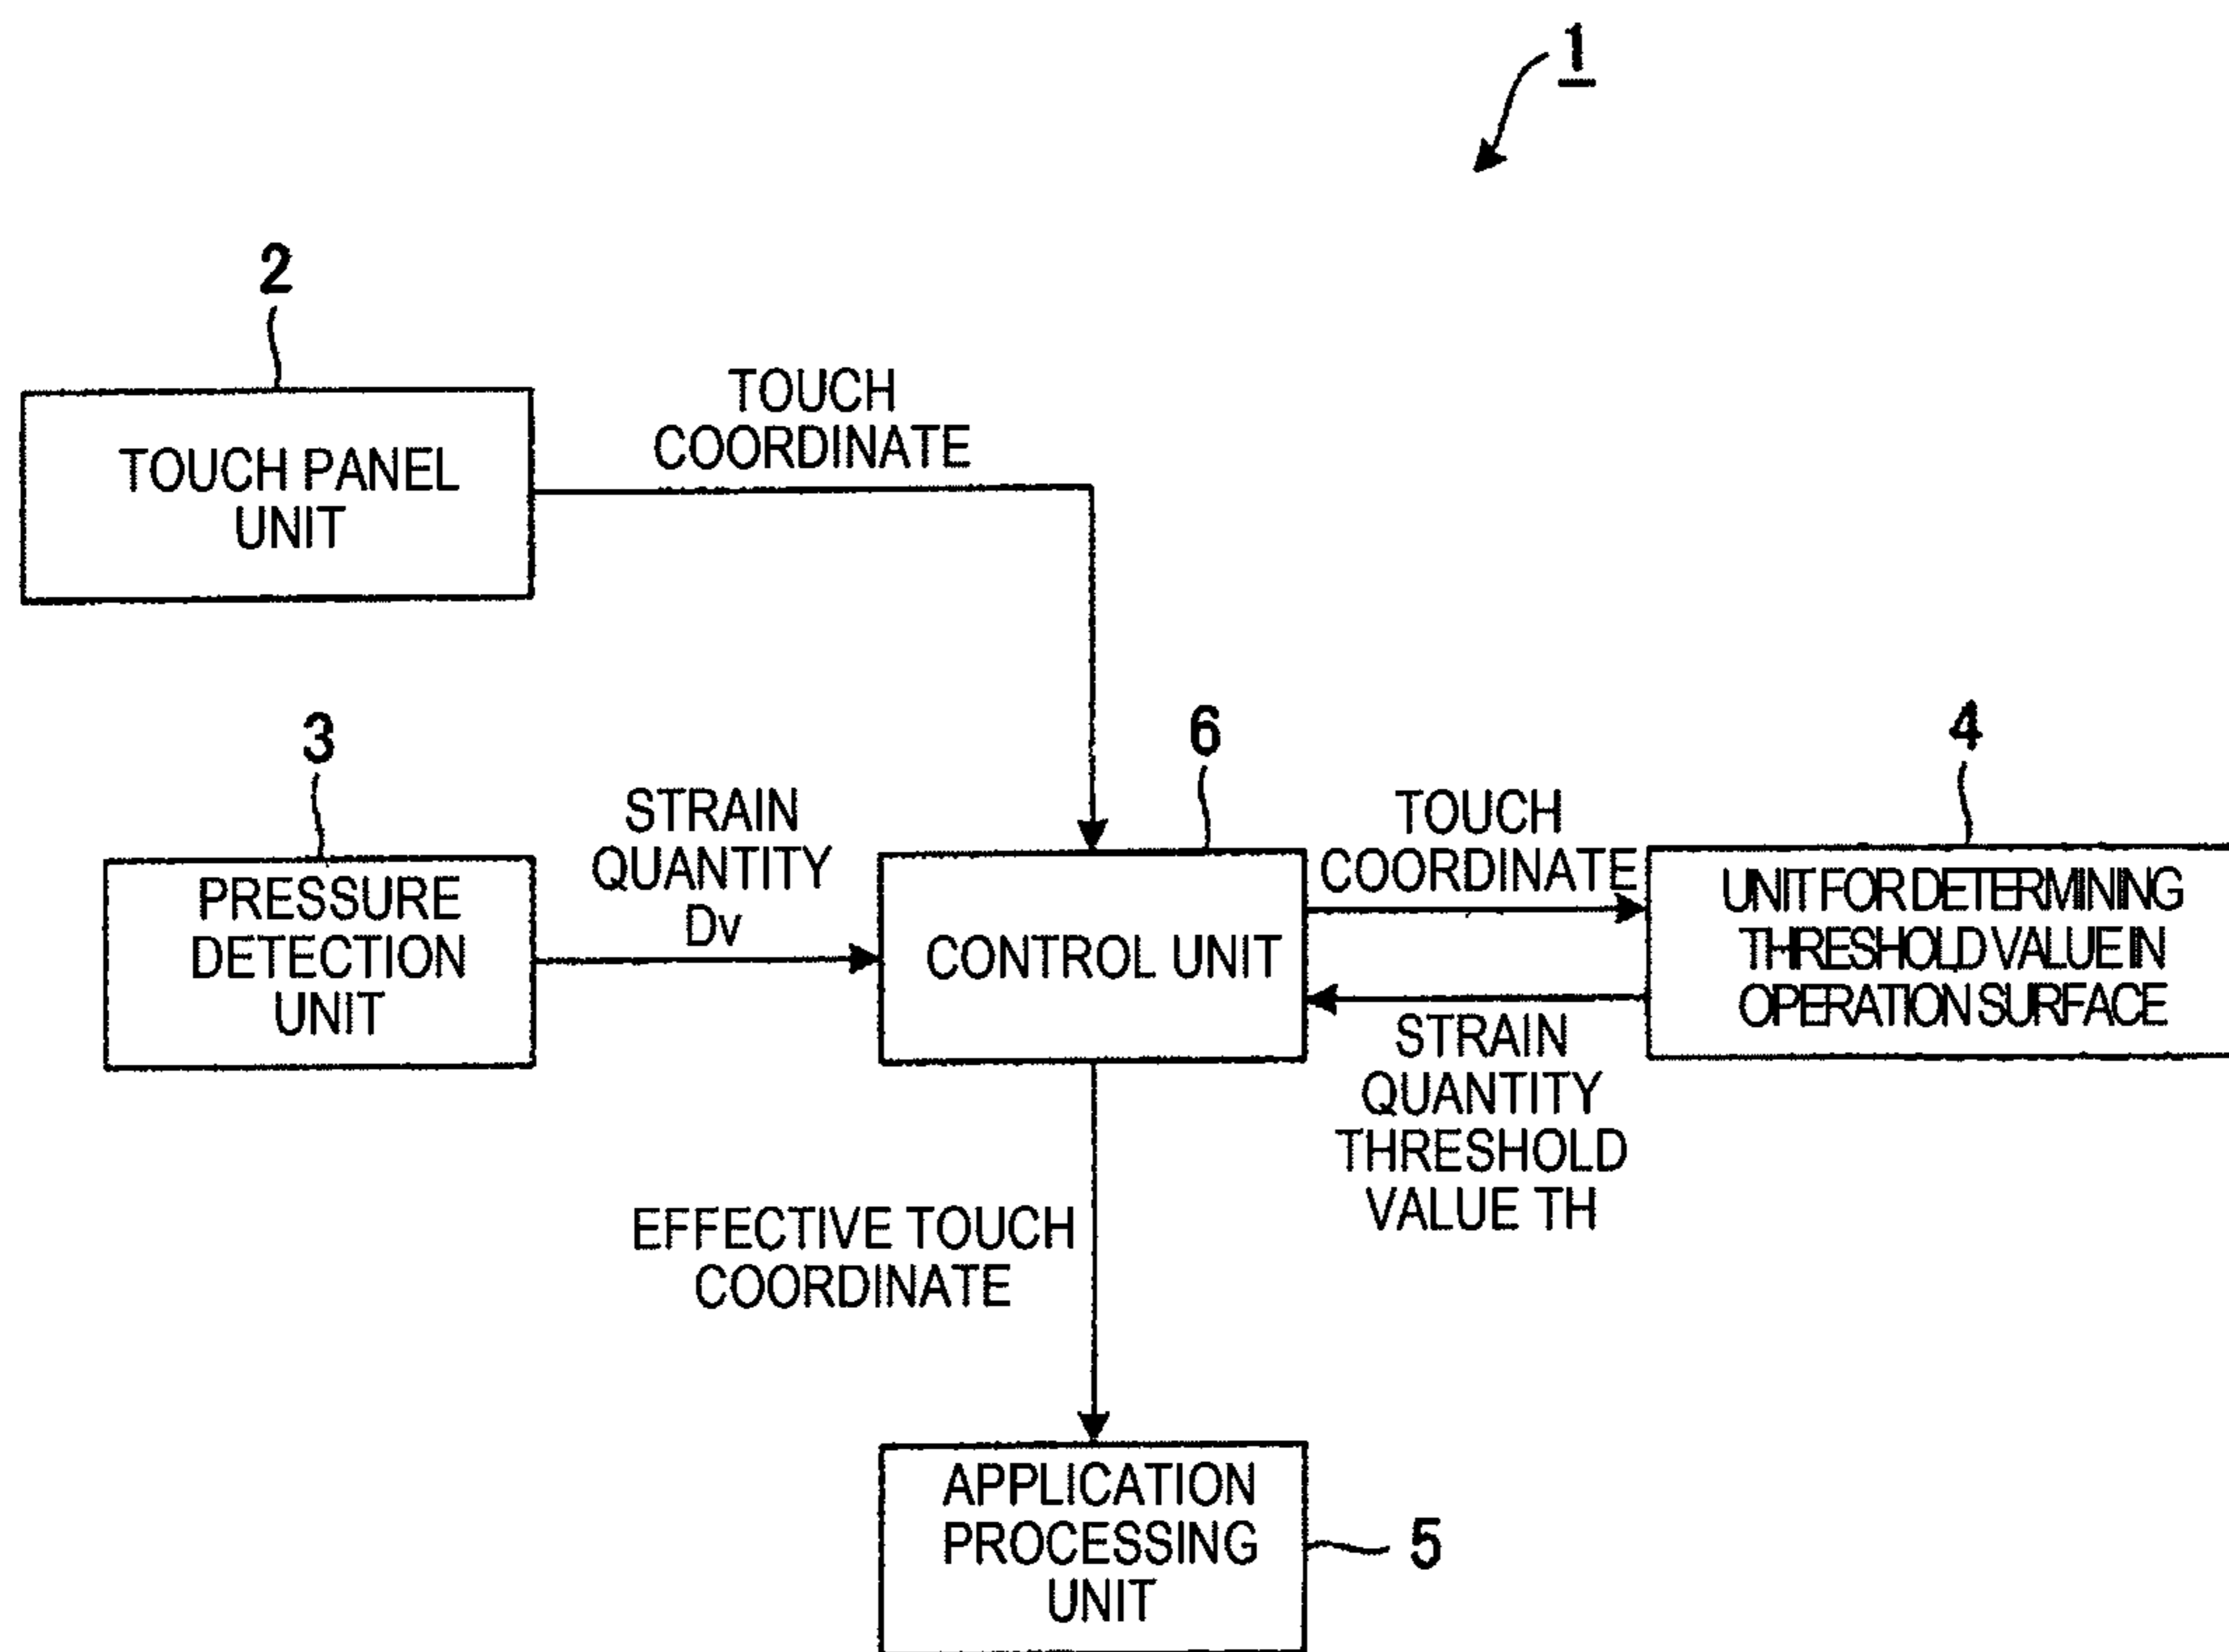 1
2
TOUCH PANEL
UNIT
TOUCH
COORDINATE
3
PRESSURE
DETECTION
UNIT
STRAIN
QUANTITY
Dv
6
CONTROL UNIT
TOUCH
COORDINATE
4
UNIT FOR DETERMINING
THRESHOLD VALUE IN
OPERATION SURFACE
STRAIN
QUANTITY
THRESHOLD
VALUE TH
EFFECTIVE TOUCH
COORDINATE
APPLICATION
PROCESSING
UNIT
5